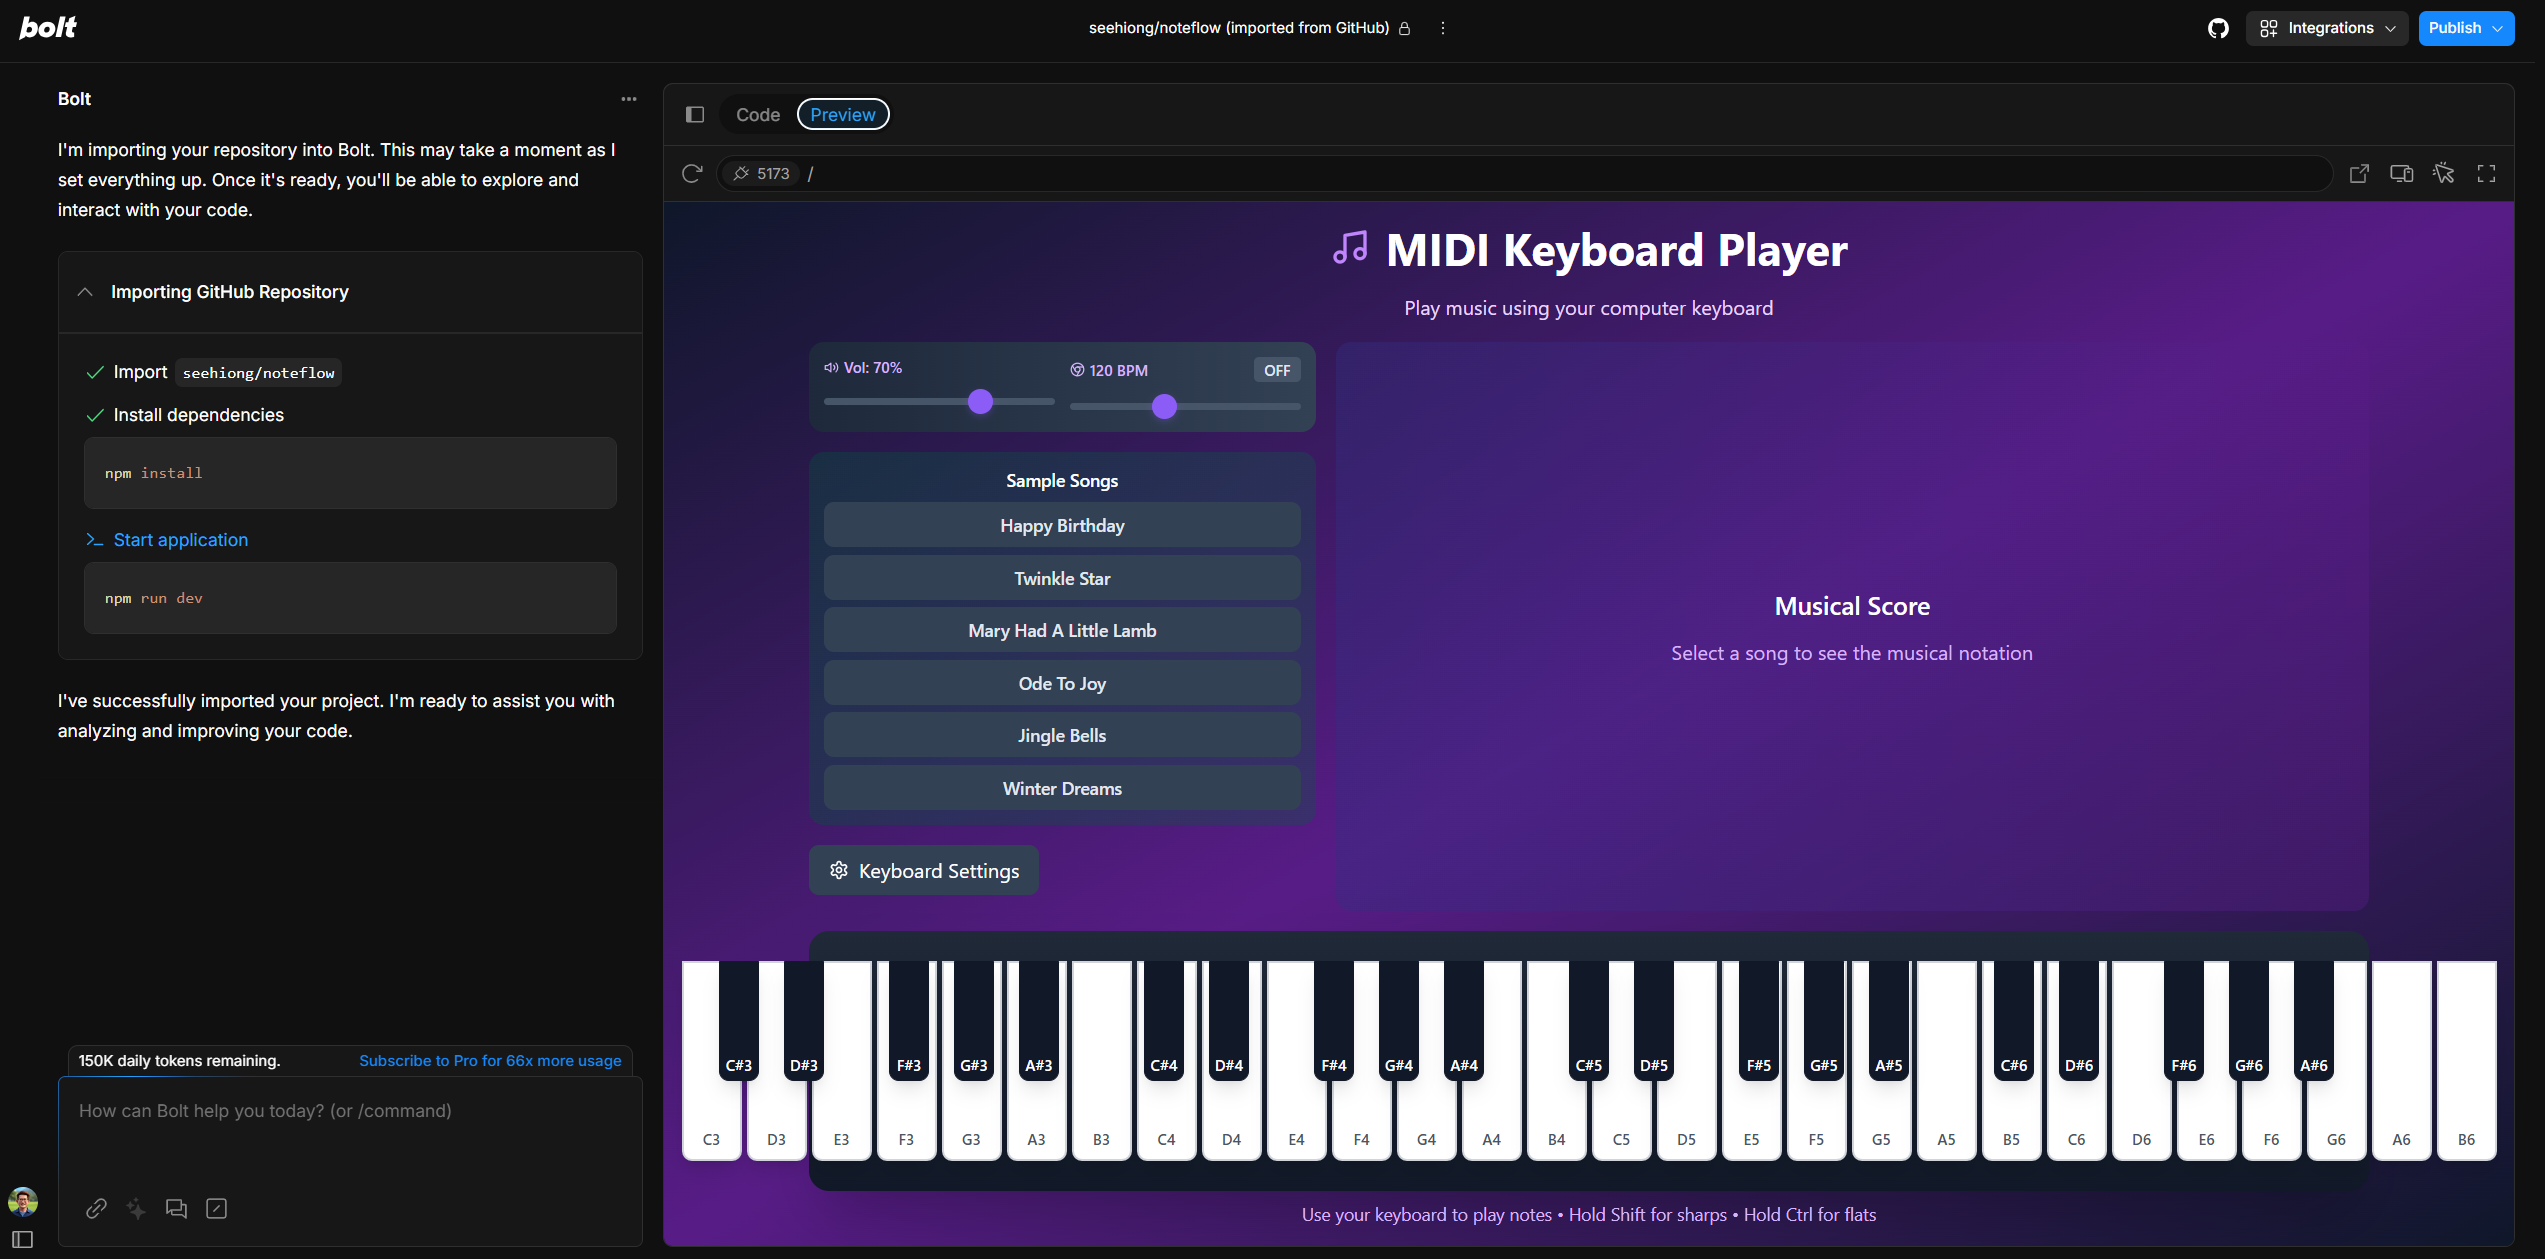 bolt
seehiong/noteflow (imported from GitHub)
Integrations
Publish
Bolt
I'm importing your repository into Bolt. This may take a moment as I
set everything up. Once it's ready, you'll be able to explore and
interact with your code.
Importing GitHub Repository
Import seehiong/noteflow
Install dependencies
npm install
Start application
npm run dev
I've successfully imported your project. I'm ready to assist you with
analyzing and improving your code.
150K daily tokens remaining.
Subscribe to Pro for 66x more usage
How can Bolt help you today? (or /command)
Code
Preview
5173 /
MIDI Keyboard Player
Play music using your computer keyboard
Vol: 70%
120 BPM
OFF
Sample Songs
Happy Birthday
Twinkle Star
Mary Had A Little Lamb
Ode To Joy
Jingle Bells
Winter Dreams
Keyboard Settings
Musical Score
Select a song to see the musical notation
C#3 D#3 F#3 G#3 A#3 C#4 D#4 F#4 G#4 A#4 C#5 D#5 F#5 G#5 A#5 C#6 D#6 F#6 G#6 A#6
C3 D3 E3 F3 G3 A3 B3 C4 D4 E4 F4 G4 A4 B4 C5 D5 E5 F5 G5 A5 B5 C6 D6 E6 F6 G6 A6 B6
Use your keyboard to play notes • Hold Shift for sharps • Hold Ctrl for flats